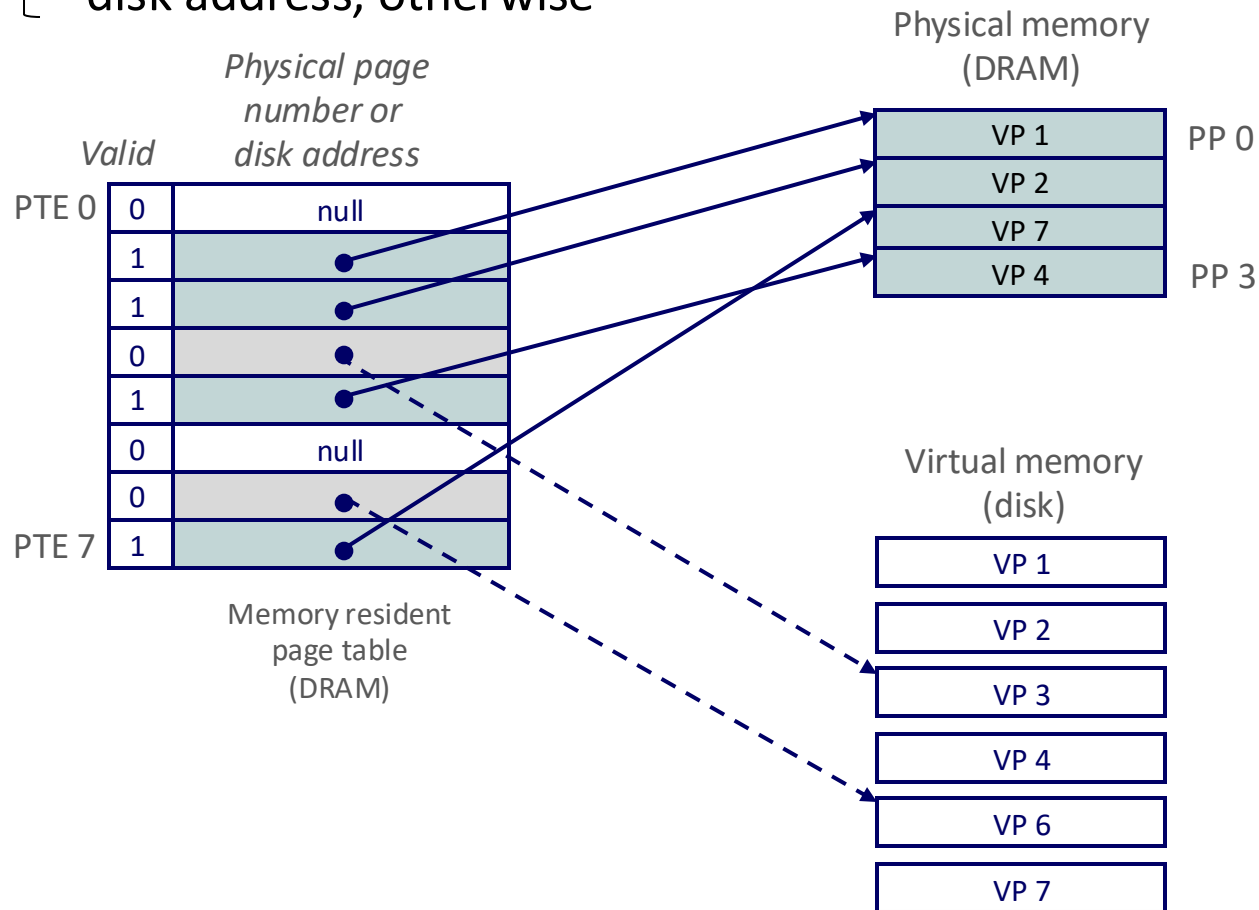 disk address, otherwise
Physical page
number or
disk address
Valid
PTE 0
0
null
1
1
0
1
0
null
0
PTE 7
1
Memory resident
page table
(DRAM)
Physical memory
(DRAM)
VP 1
PP 0
VP 2
VP 7
VP 4
PP 3
Virtual memory
(disk)
VP 1
VP 2
VP 3
VP 4
VP 6
VP 7